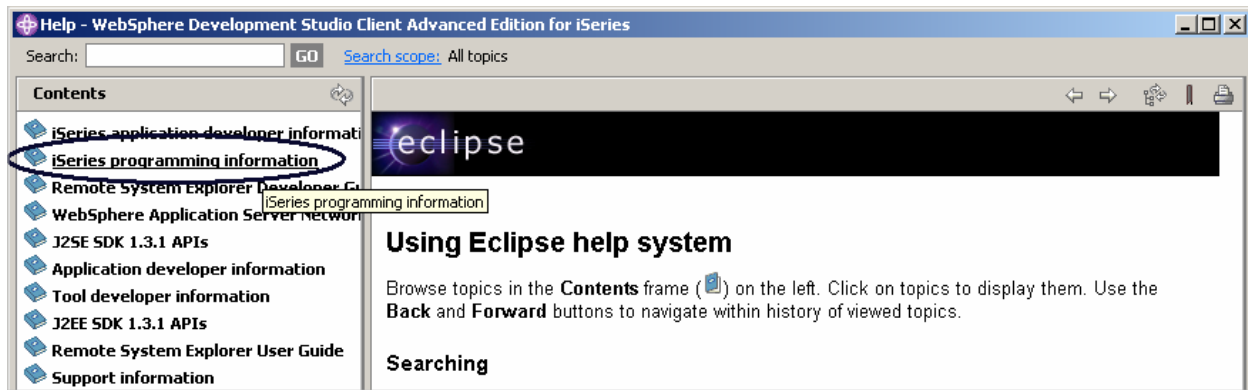 Help - WebSphere Development Studio Client Advanced Edition for iSeries
Search: GO Search scope: All topics
Contents
iSeries application developer informati
iSeries programming information
Remote System Explorer Developer Gu
iSeries programming information
WebSphere Application Server Network
J2SE SDK 1.3.1 APIs
Application developer information
Tool developer information
J2EE SDK 1.3.1 APIs
Remote System Explorer User Guide
Support information
eclipse
Using Eclipse help system
Browse topics in the Contents frame ( ) on the left. Click on topics to display them. Use the
Back and Forward buttons to navigate within history of viewed topics.
Searching